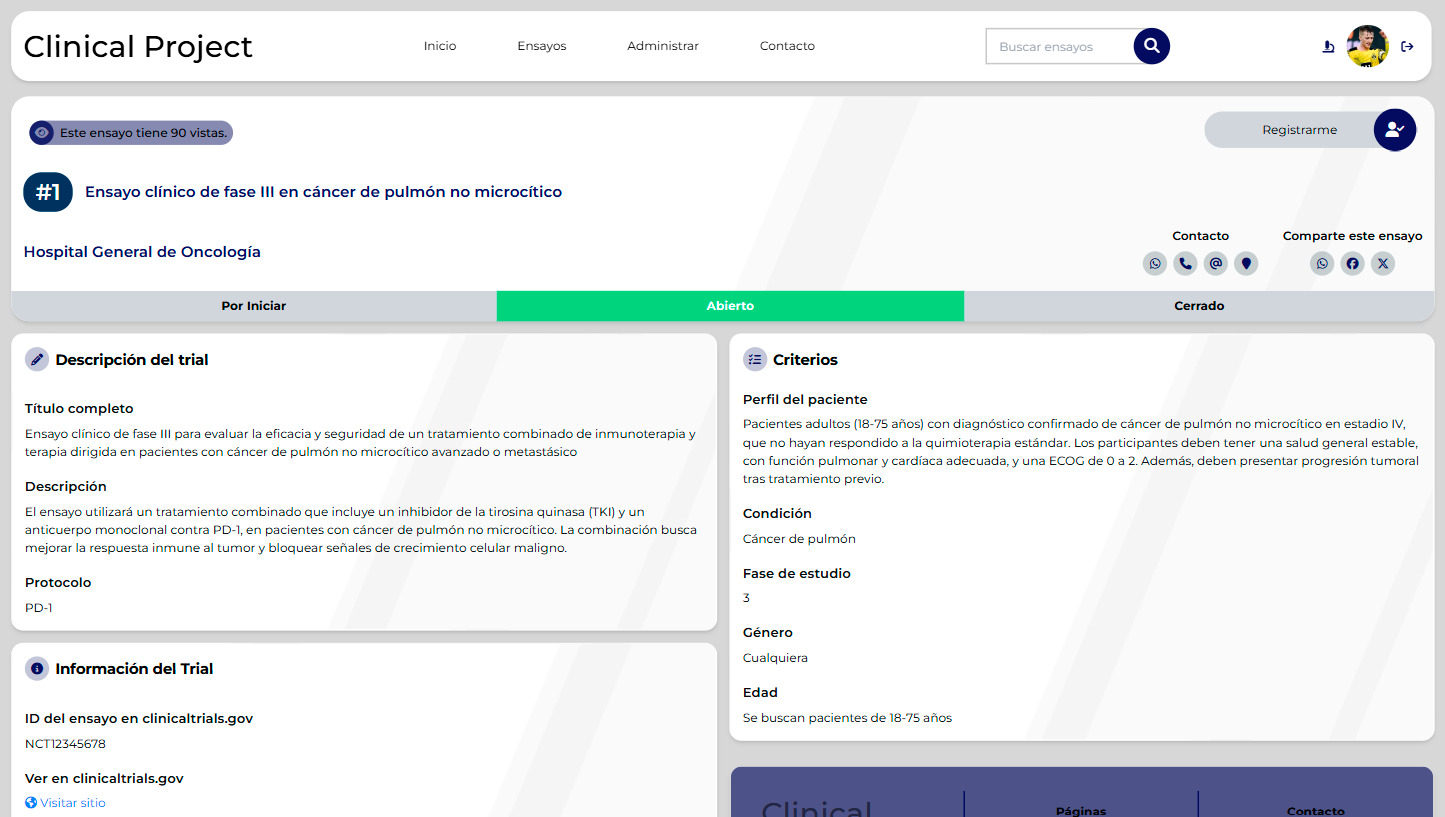 Clinical Project
Inicio
Ensayos
Administrar
Contacto
Buscar ensayos
Este ensayo tiene 90 vistas.
Registrarme
#1
Ensayo clínico de fase III en cáncer de pulmón no microcítico
Hospital General de Oncología
Contacto
Comparte este ensayo
Por Iniciar
Abierto
Cerrado
Descripción del trial
Título completo
Ensayo clínico de fase III para evaluar la eficacia y seguridad de un tratamiento combinado de inmunoterapia y
terapia dirigida en pacientes con cáncer de pulmón no microcítico avanzado o metastásico
Descripción
El ensayo utilizará un tratamiento combinado que incluye un inhibidor de la tirosina quinasa (TKI) y un
anticuerpo monoclonal contra PD-1, en pacientes con cáncer de pulmón no microcítico. La combinación busca
mejorar la respuesta inmune al tumor y bloquear señales de crecimiento celular maligno.
Protocolo
PD-1
Información del Trial
ID del ensayo en clinicaltrials.gov
NCT12345678
Ver en clinicaltrials.gov
Visitar sitio
Criterios
Perfil del paciente
Pacientes adultos (18-75 años) con diagnóstico confirmado de cáncer de pulmón no microcítico en estadio IV,
que no hayan respondido a la quimioterapia estándar. Los participantes deben tener una salud general estable,
con función pulmonar y cardíaca adecuada, y una ECOG de 0 a 2. Además, deben presentar progresión tumoral
tras tratamiento previo.
Condición
Cáncer de pulmón
Fase de estudio
3
Género
Cualquiera
Edad
Se buscan pacientes de 18-75 años
Clinical
Páginas
Contacto